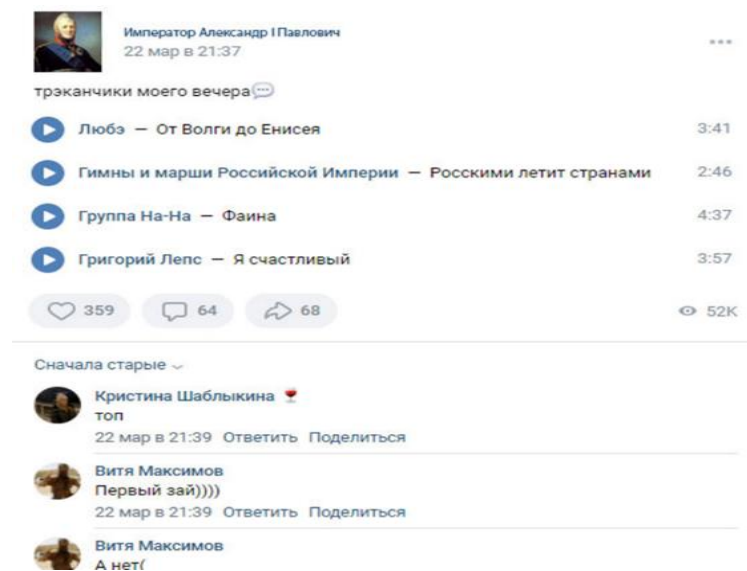 Император Александр I Павлович
22 мар в 21:37
трэканчики моего вечера💬
Любэ — От Волги до Енисея 3:41
Гимны и марши Российской Империи — Росскими летит странами 2:46
Группа На-На — Фаина 4:37
Григорий Лепс — Я счастливый 3:57
359 64 68 52K
Сначала старые
Кристина Шаблыкина 🍷
топ
22 мар в 21:39 Ответить Поделиться
Витя Максимов
Первый зай))))
22 мар в 21:39 Ответить Поделиться
Витя Максимов
А нет(